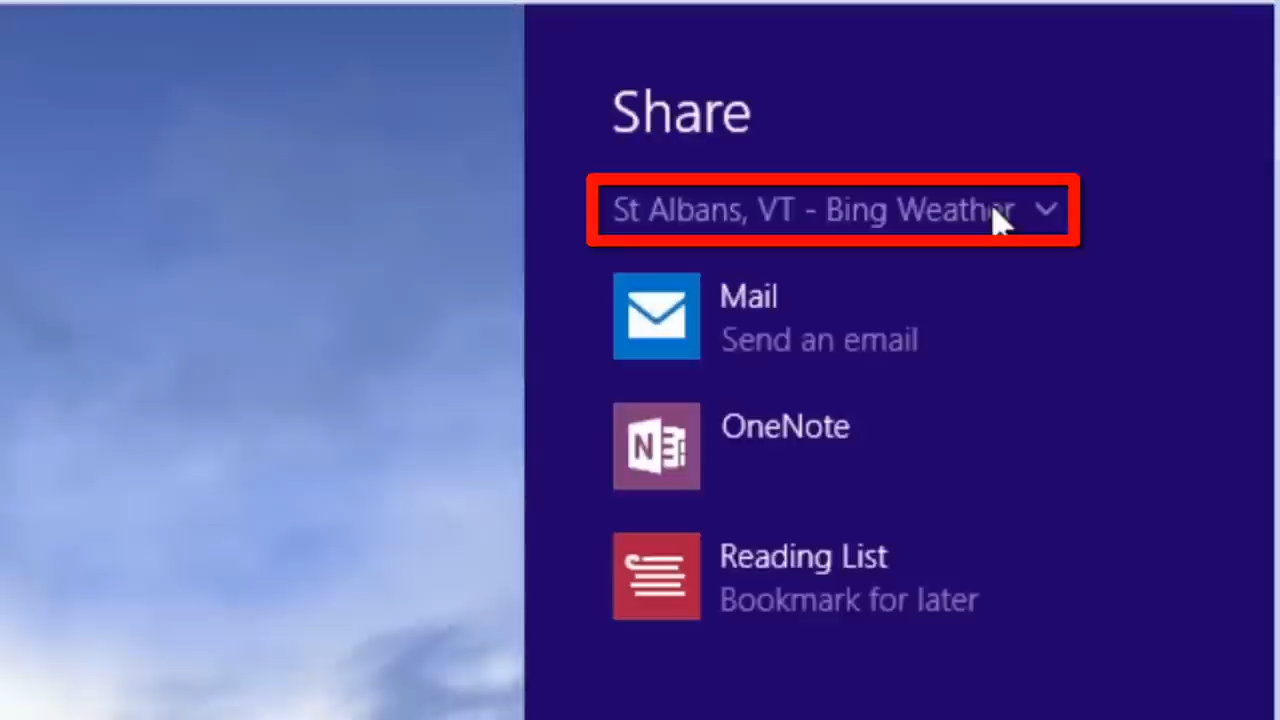 Share
St Albans, VT - Bing Weather
Mail
Send an email
N
OneNote
Reading List
Bookmark for later